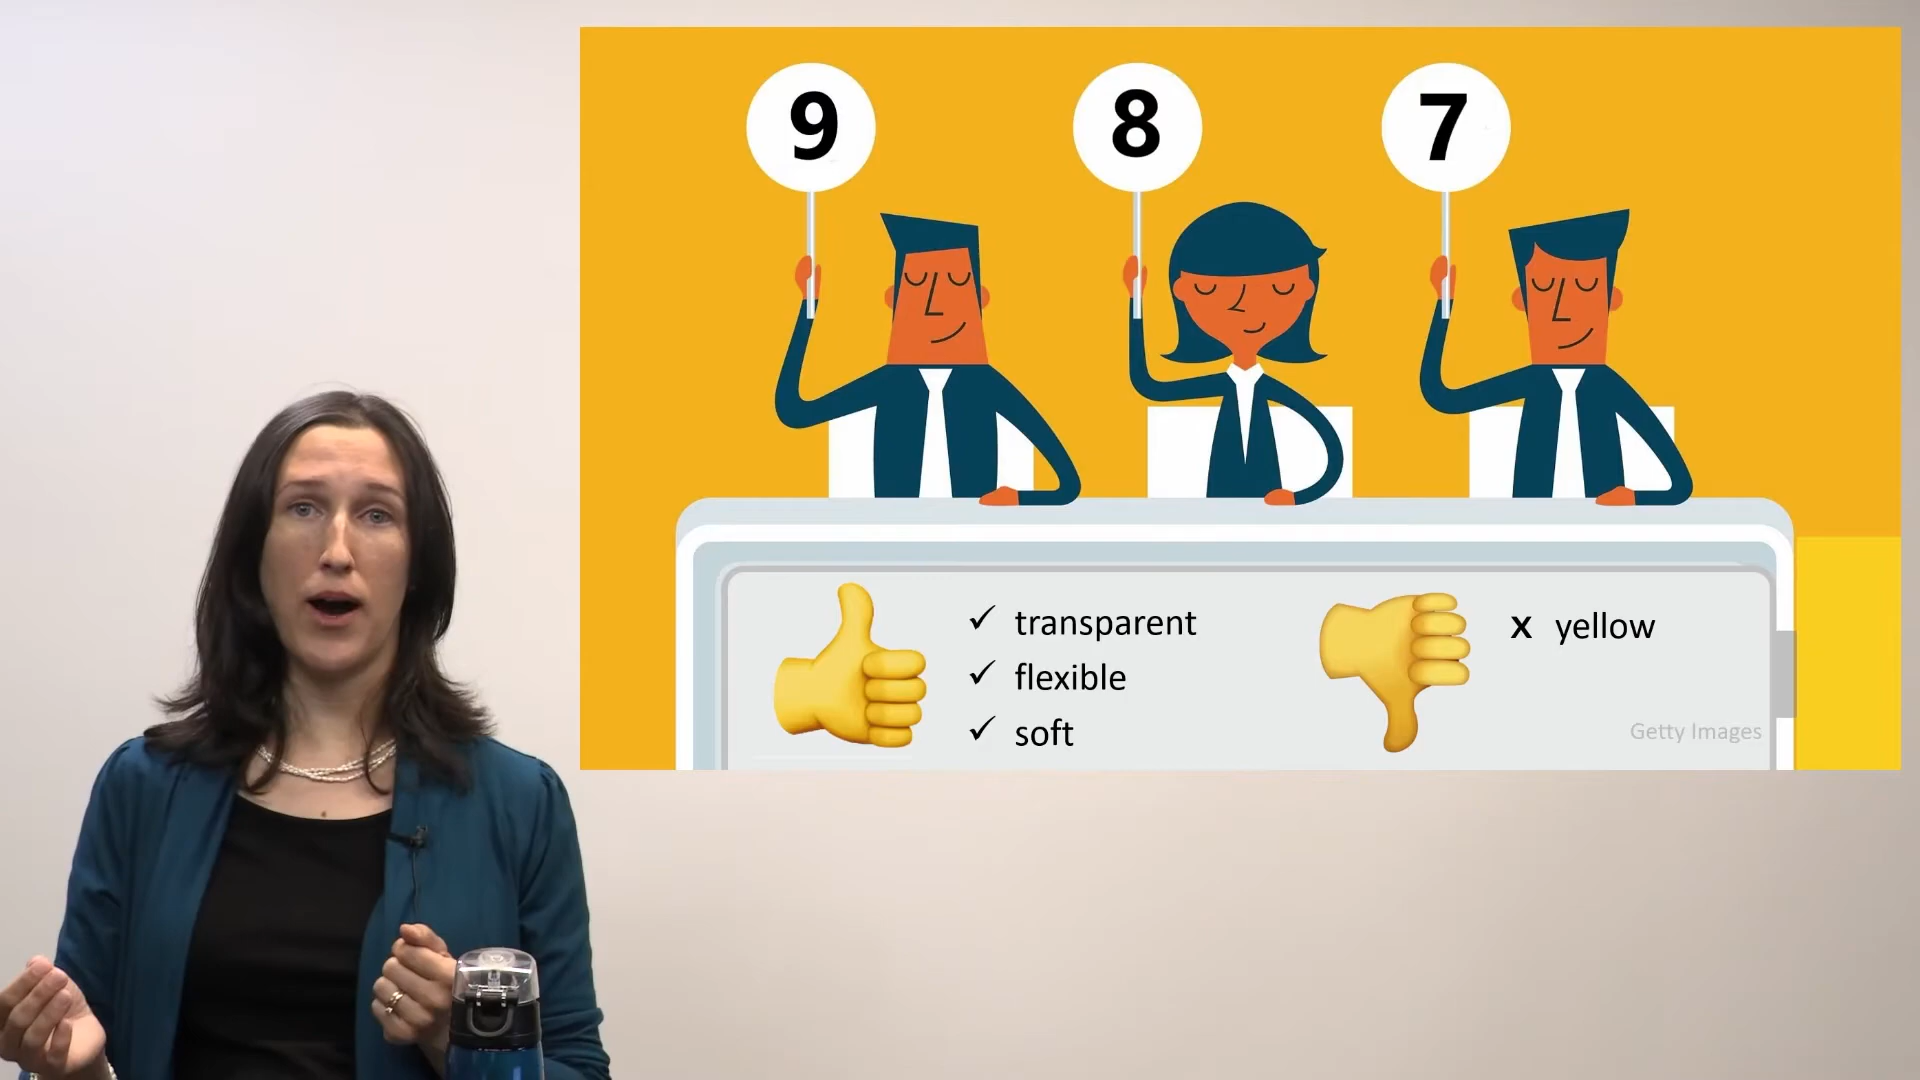 9 8 7
✓ transparent
✓ flexible
✓ soft
x yellow
Getty Images